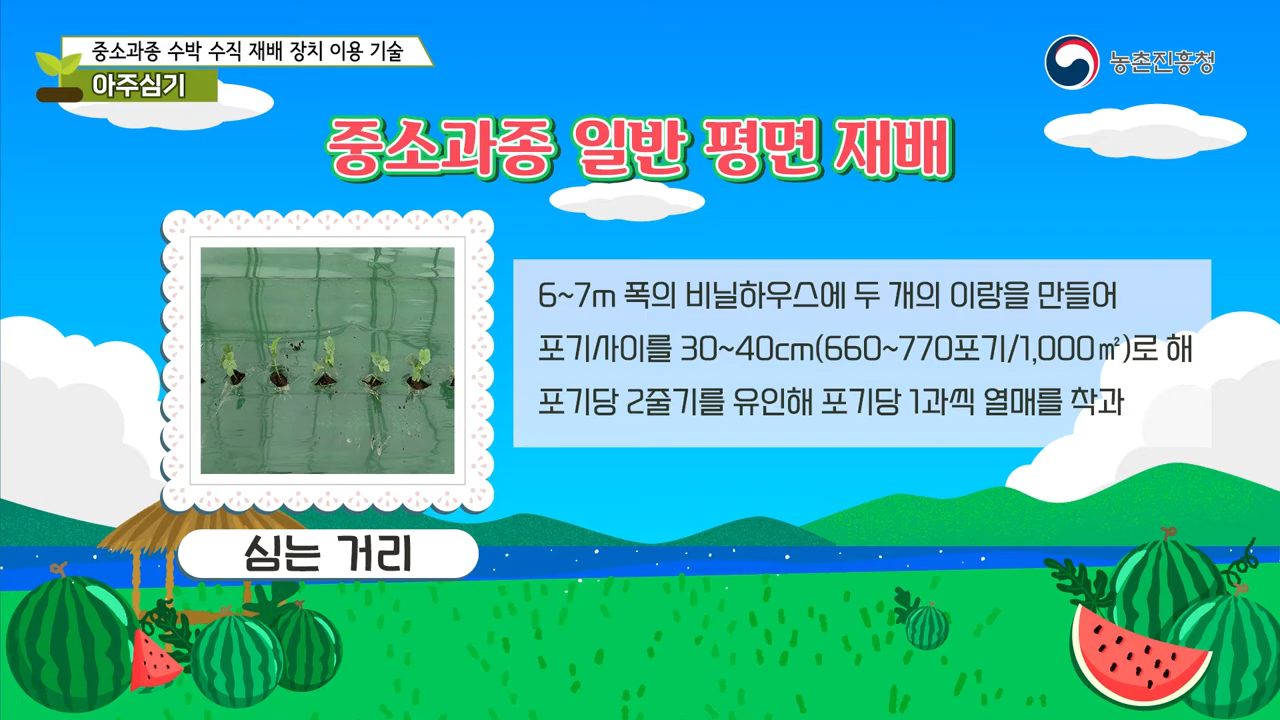 중소과종 수박 수직 재배 장치 이용 기술
아주심기
농촌진흥청
중소과종 일반 평면 재배
6~7m 폭의 비닐하우스에 두 개의 이랑을 만들어
포기사이를 30~40cm(660~770포기/1,000㎡)로 해
포기당 2줄기를 유인해 포기당 1과씩 열매를 착과
심는 거리